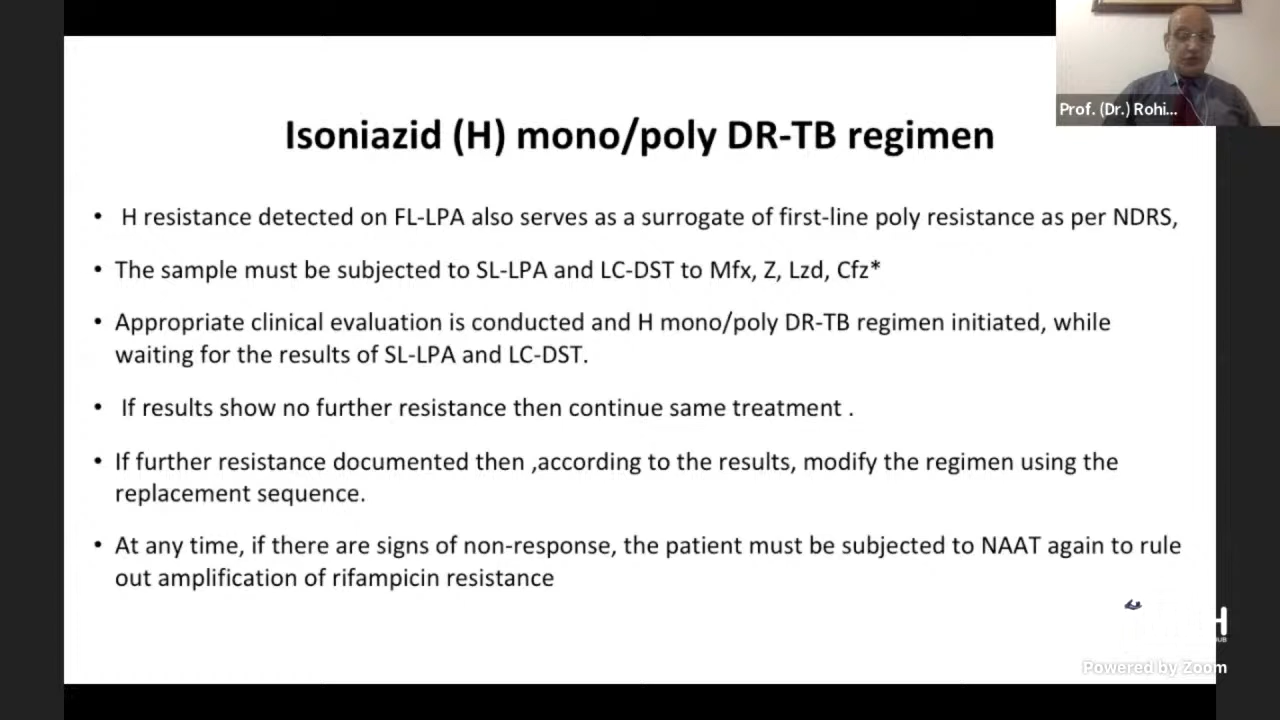 Prof. (Dr.) Rohi...
Isoniazid (H) mono/poly DR-TB regimen
• H resistance detected on FL-LPA also serves as a surrogate of first-line poly resistance as per NDRS,
• The sample must be subjected to SL-LPA and LC-DST to Mfx, Z, Lzd, Cfz*
• Appropriate clinical evaluation is conducted and H mono/poly DR-TB regimen initiated, while
waiting for the results of SL-LPA and LC-DST.
• If results show no further resistance then continue same treatment .
• If further resistance documented then ,according to the results, modify the regimen using the
replacement sequence.
• At any time, if there are signs of non-response, the patient must be subjected to NAAT again to rule
out amplification of rifampicin resistance
H
Powered by Zoom